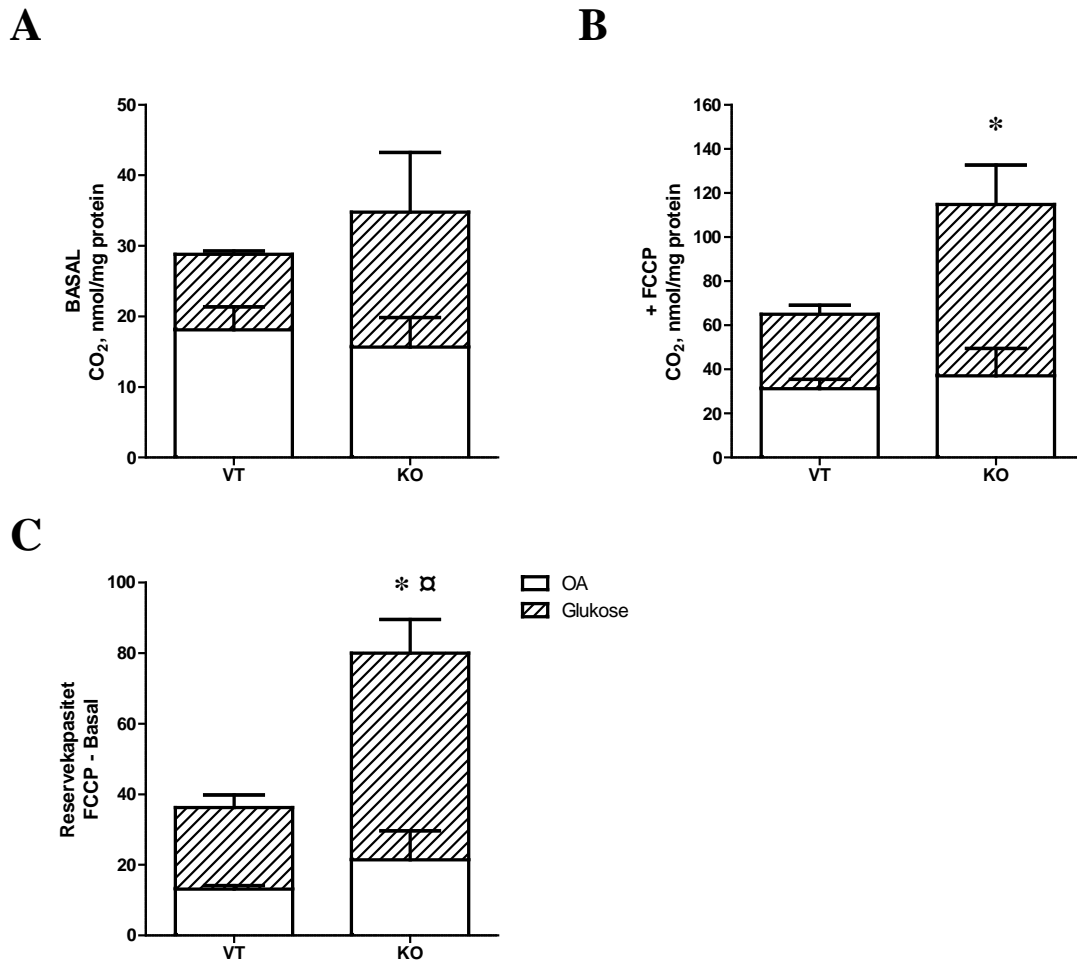 A
BASAL
CO₂, nmol/mg protein
50
40
30
20
10
0
VT
KO
B
+ FCCP
CO₂, nmol/mg protein
160
140
120
100
80
60
40
20
0
*
VT
KO
C
Reservekapasitet
FCCP - Basal
100
80
60
40
20
0
* ¤
VT
KO
OA
Glukose